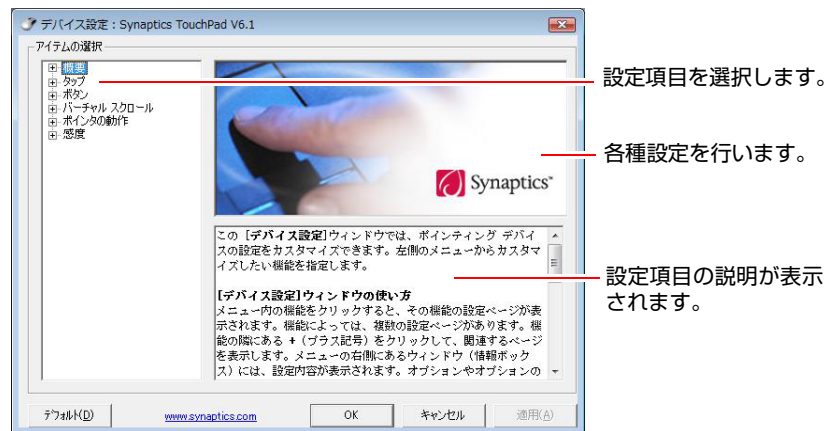 デバイス設定：Synaptics TouchPad V6.1
アイテムの選択
概要
タップ
ボタン
バーチャル スクロール
ポインタの動作
感度
Synaptics™
この [デバイス設定]ウィンドウでは、ポインティング デバイ
スの設定をカスタマイズできます。左側のメニューからカスタマ
イズしたい機能を指定します。
[デバイス設定]ウィンドウの使い方
メニュー内の機能をクリックすると、その機能の設定ページが表
示されます。機能によっては、複数の設定ページがあります。機
能の隣にある +（プラス記号）をクリックして、関連するページ
を表示します。メニューの右側にあるウィンドウ（情報ボック
ス）には、設定内容が表示されます。オプションやオプションの
ﾃﾞﾌｫﾙﾄ(D)
www.synaptics.com
OK
キャンセル
適用(A)
設定項目を選択します。
各種設定を行います。
設定項目の説明が表示
されます。